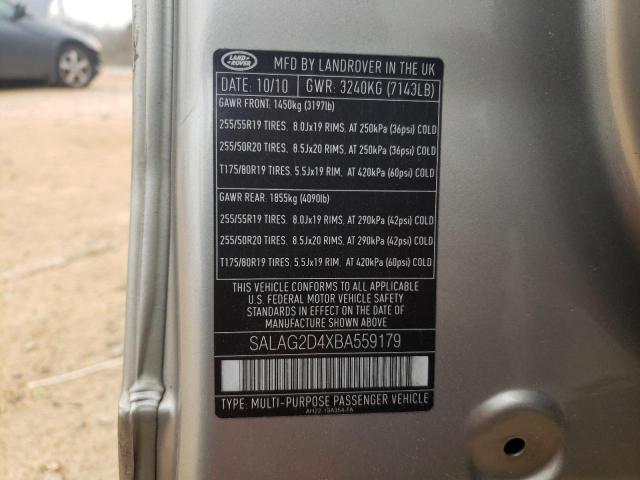 LAND ROVER
MFD BY LANDROVER IN THE UK
DATE: 10/10 GWR: 3240KG (7143LB)
GAWR FRONT: 1450kg (3197lb)
255/55R19 TIRES. 8.0Jx19 RIMS, AT 250kPa (36psi) COLD
255/50R20 TIRES. 8.5Jx20 RIMS, AT 250kPa (36psi) COLD
T175/80R19 TIRES. 5.5Jx19 RIM, AT 420kPa (60psi) COLD
GAWR REAR. 1855kg (4090lb)
255/55R19 TIRES. 8.0Jx19 RIMS, AT 290kPa (42psi) COLD
255/50R20 TIRES. 8.5Jx20 RIMS, AT 290kPa (42psi) COLD
T175/80R19 TIRES. 5.5Jx19 RIM, AT 420kPa (60psi) COLD
THIS VEHICLE CONFORMS TO ALL APPLICABLE
U.S. FEDERAL MOTOR VEHICLE SAFETY
STANDARDS IN EFFECT ON THE DATE OF
MANUFACTURE SHOWN ABOVE.
SALAG2D4XBA559179
TYPE: MULTI-PURPOSE PASSENGER VEHICLE
AH22-19A354-FA